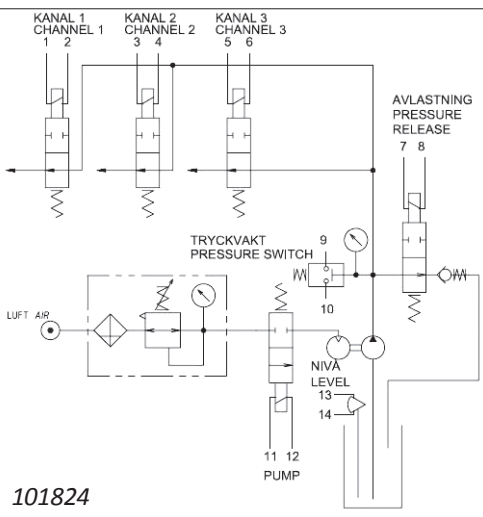 KANAL 1
CHANNEL 1
1 2
KANAL 2
CHANNEL 2
3 4
KANAL 3
CHANNEL 3
5 6
AVLASTNING
PRESSURE
RELEASE
7 8
TRYCKVAKT
PRESSURE SWITCH
9
10
LUFT AIR
NIVÅ
LEVEL
13
14
11 12
PUMP
101824